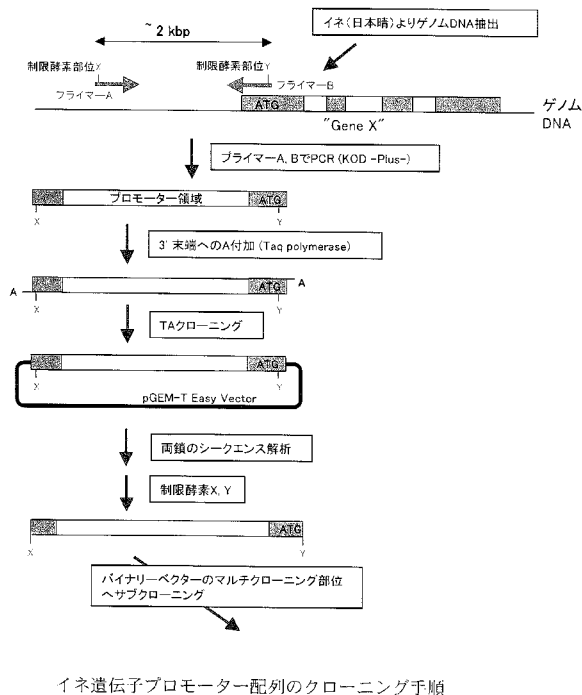 ~ 2 kbp
イネ(日本晴)よりゲノムDNA抽出
制限酵素部位X
制限酵素部位Y
プライマーA
プライマーB
ATG
"Gene X"
ゲノム
DNA
プライマーA, BでPCR (KOD -Plus-)
プロモーター領域
ATG
X
Y
3' 末端へのA付加 (Taq polymerase)
A
ATG
A
X
Y
TAクローニング
ATG
X
Y
pGEM-T Easy Vector
両鎖のシークエンス解析
制限酵素X, Y
ATG
X
Y
バイナリーベクターのマルチクローニング部位
へサブクローニング
イネ遺伝子プロモーター配列のクローニング手順